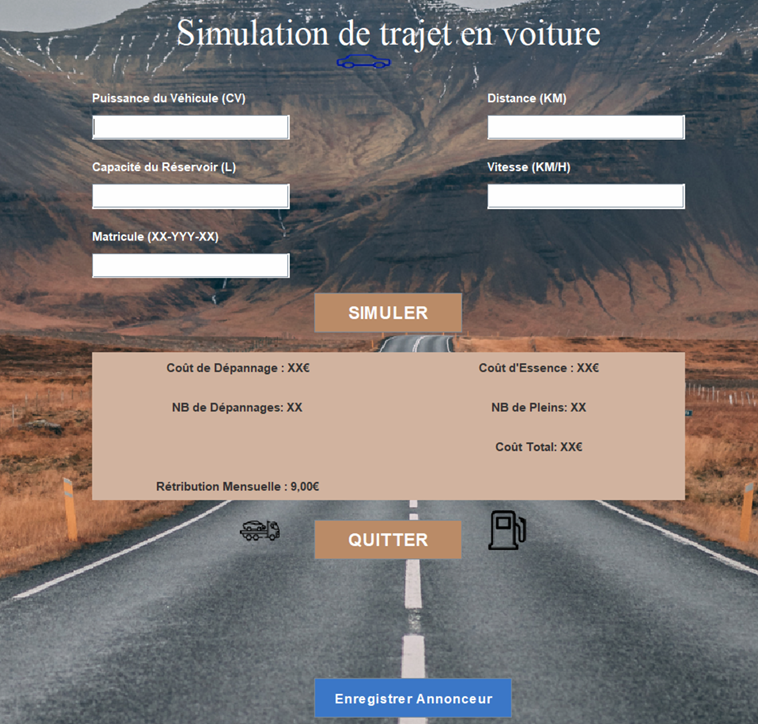 Simulation de trajet en voiture
Puissance du Véhicule (CV)
Distance (KM)
Capacité du Réservoir (L)
Vitesse (KM/H)
Matricule (XX-YYY-XX)
SIMULER
Coût de Dépannage : XX€
Coût d'Essence : XX€
NB de Dépannages: XX
NB de Pleins: XX
Coût Total: XX€
Rétribution Mensuelle : 9,00€
QUITTER
Enregistrer Annonceur